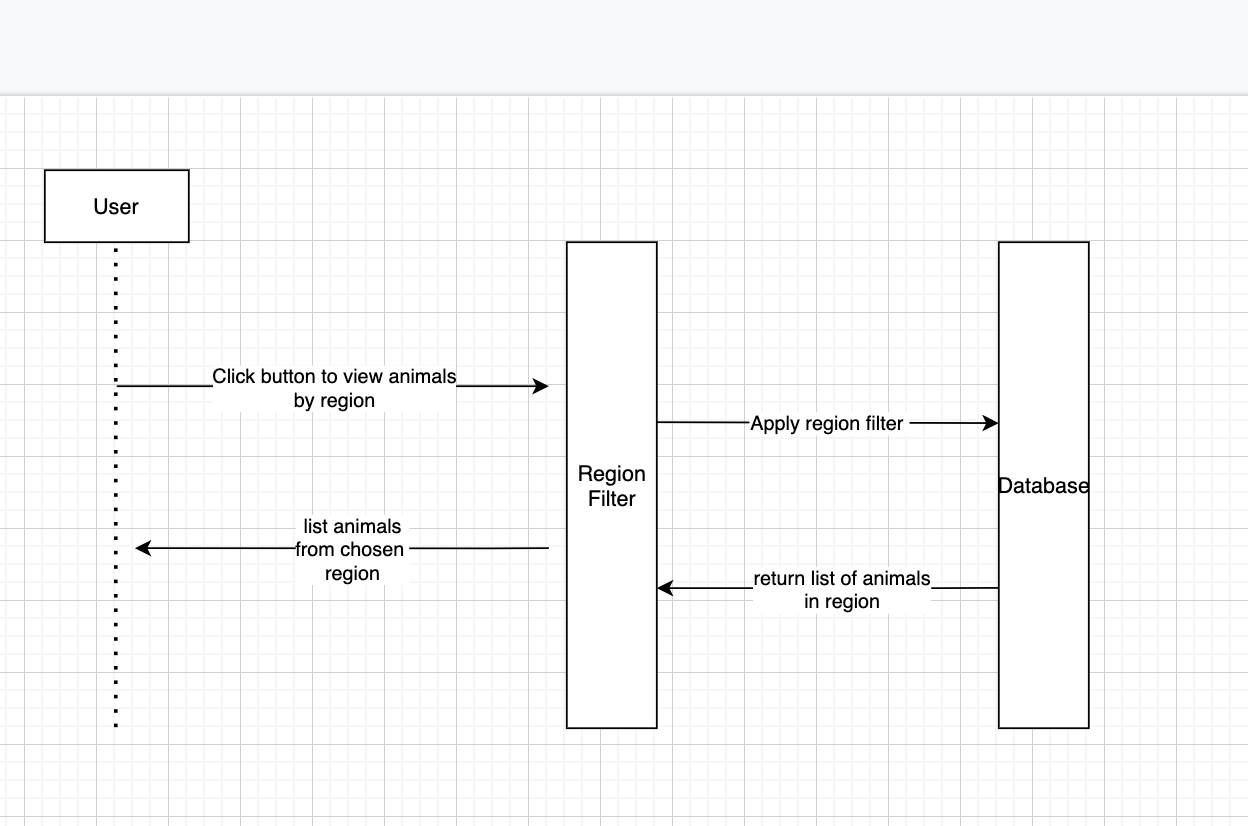 User
Click button to view animals
by region
Apply region filter
Region
Filter
Database
list animals
from chosen
region
return list of animals
in region